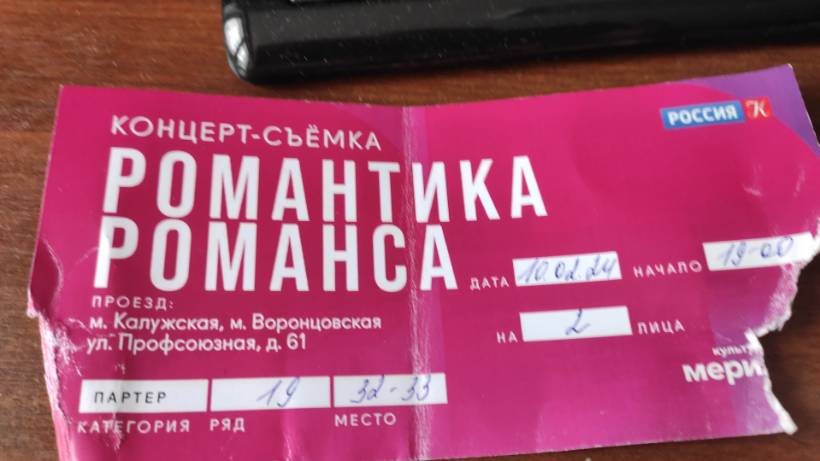 КОНЦЕРТ-СЪЁМКА
РОССИЯ К
РОМАНТИКА
РОМАНСА
ДАТА 10.02.24 НАЧАЛО 19-00
ПРОЕЗД:
м. Калужская, м. Воронцовская
ул. Профсоюзная, д. 61
НА 2 ЛИЦА
ПАРТЕР 19 32-33
КАТЕГОРИЯ РЯД МЕСТО